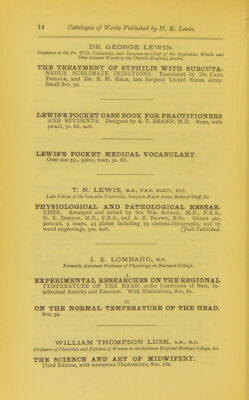 14 Catalogue of Works Published by H. K. Lewis.
DR. GEORGE LEWIN.
Professor at the Fr. Wilh. University, and Surgeon-in-Chief of the Syphilitic Wards and
Skin Disease Wards of the Charité Hospital, Berlin.
THE TREATMENT OF SYPHILIS WITH SUBCUTA-
NEOUS SUBLIMATE INJECTIONS. Translated by Dr. CARL
PRŒGLE, and Dr. E. H. GALE, late Surgeon United States Army.
Small 8vo, 7s.
LEWIS'S POCKET CASE BOOK FOR PRACTITIONERS
AND STUDENTS. Designed by A. T. BRAND, M.D. Roan, with
pencil, 3s. 6d. nett.
LEWIS'S POCKET MEDICAL VOCABULARY.
Over 200 pp., 32mo, roan, 3s. 6d.
T. R. LEWIS, M.B., F.R.S. ELECT, ETC.
Late Fellow of the Calcutta University, Surgeon-Major Army Medical Staff, &c.
PHYSIOLOGICAL AND PATHOLOGICAL RESEAR-
CHES. Arranged and edited by SIR WM. AITKEN, M.D., F.R.S.,
G. E. DOBSON, M.B., F.R.S., and A. E. BROWN, B.Sc. Crown 4to,
portrait, 5 maps, 43 plates including 15 chromo-lithographs, and 67
wood engravings, 30s. nett. [Just Published.
J. S. LOMBARD, M.D.
Formerly Assistant Professor of Physiology in Harvard College.
I.
EXPERIMENTAL RESEARCHES ON THE REGIONAL
TEMPERATURE OF THE HEAD, under Conditions of Rest, In-
tellectual Activity and Emotion. With Illustrations, 8vo, 8s.
II.
ON THE NORMAL TEMPERATURE OF THE HEAD.
8vo, 5s.
WILLIAM THOMPSON LUSK, A.M., M.D.
Professor of Obstetrics and Diseases of Women in the Bellevue Hospital Medical College, &c.
THE SCIENCE AND ART OF MIDWIFERY.
Third Edition, with numerous Illustrations, 8vo, 18s.